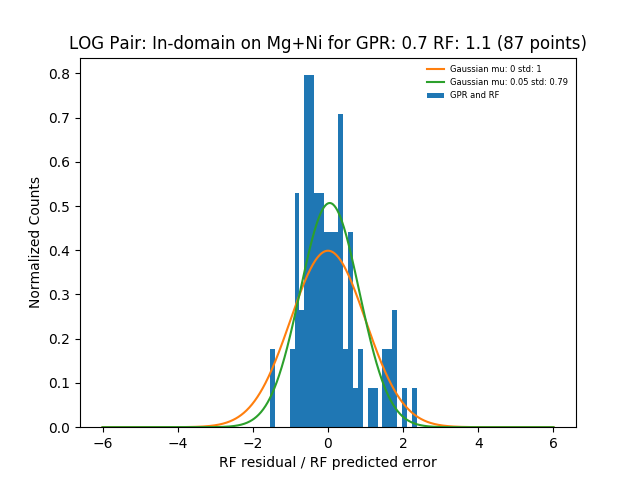 LOG Pair: In-domain on Mg+Ni for GPR: 0.7 RF: 1.1 (87 points)
Gaussian mu: 0 std: 1
Gaussian mu: 0.05 std: 0.79
GPR and RF
Normalized Counts
0.8
0.7
0.6
0.5
0.4
0.3
0.2
0.1
0.0
−6 −4 −2 0 2 4 6
RF residual / RF predicted error